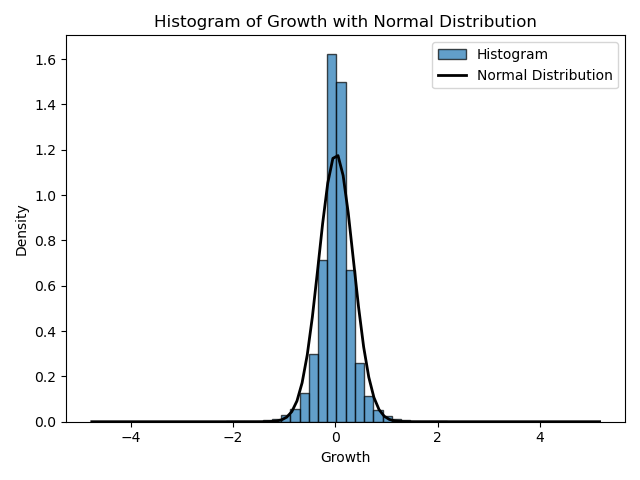 Histogram of Growth with Normal Distribution
Histogram
Normal Distribution
1.6
1.4
1.2
1.0
0.8
0.6
0.4
0.2
0.0
Density
−4
−2
0
2
4
Growth